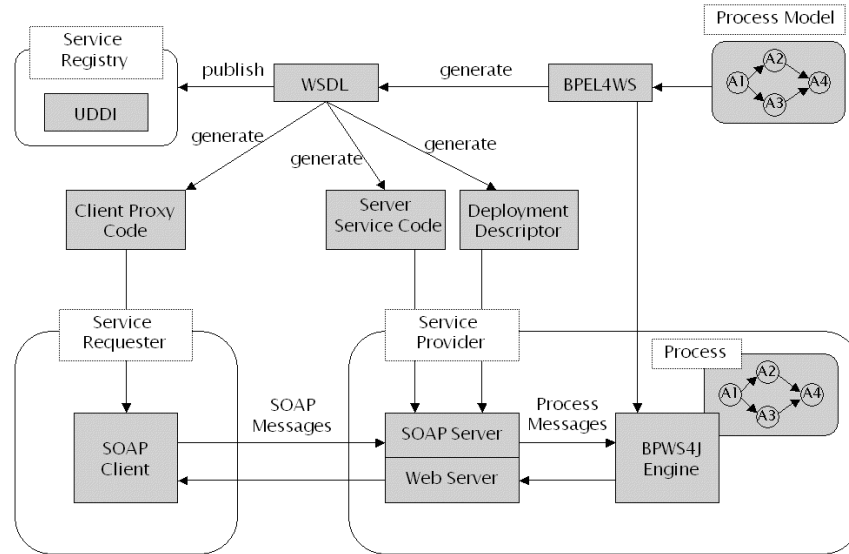 Process Model
Service
Registry
UDDI
publish
WSDL
generate
BPEL4WS
A1
A2
A3
A4
generate
generate
generate
Client Proxy
Code
Server
Service Code
Deployment
Descriptor
Service
Requester
Service
Provider
Process
A1
A2
A3
A4
SOAP
Messages
Process
Messages
SOAP
Client
SOAP Server
Web Server
BPWS4J
Engine